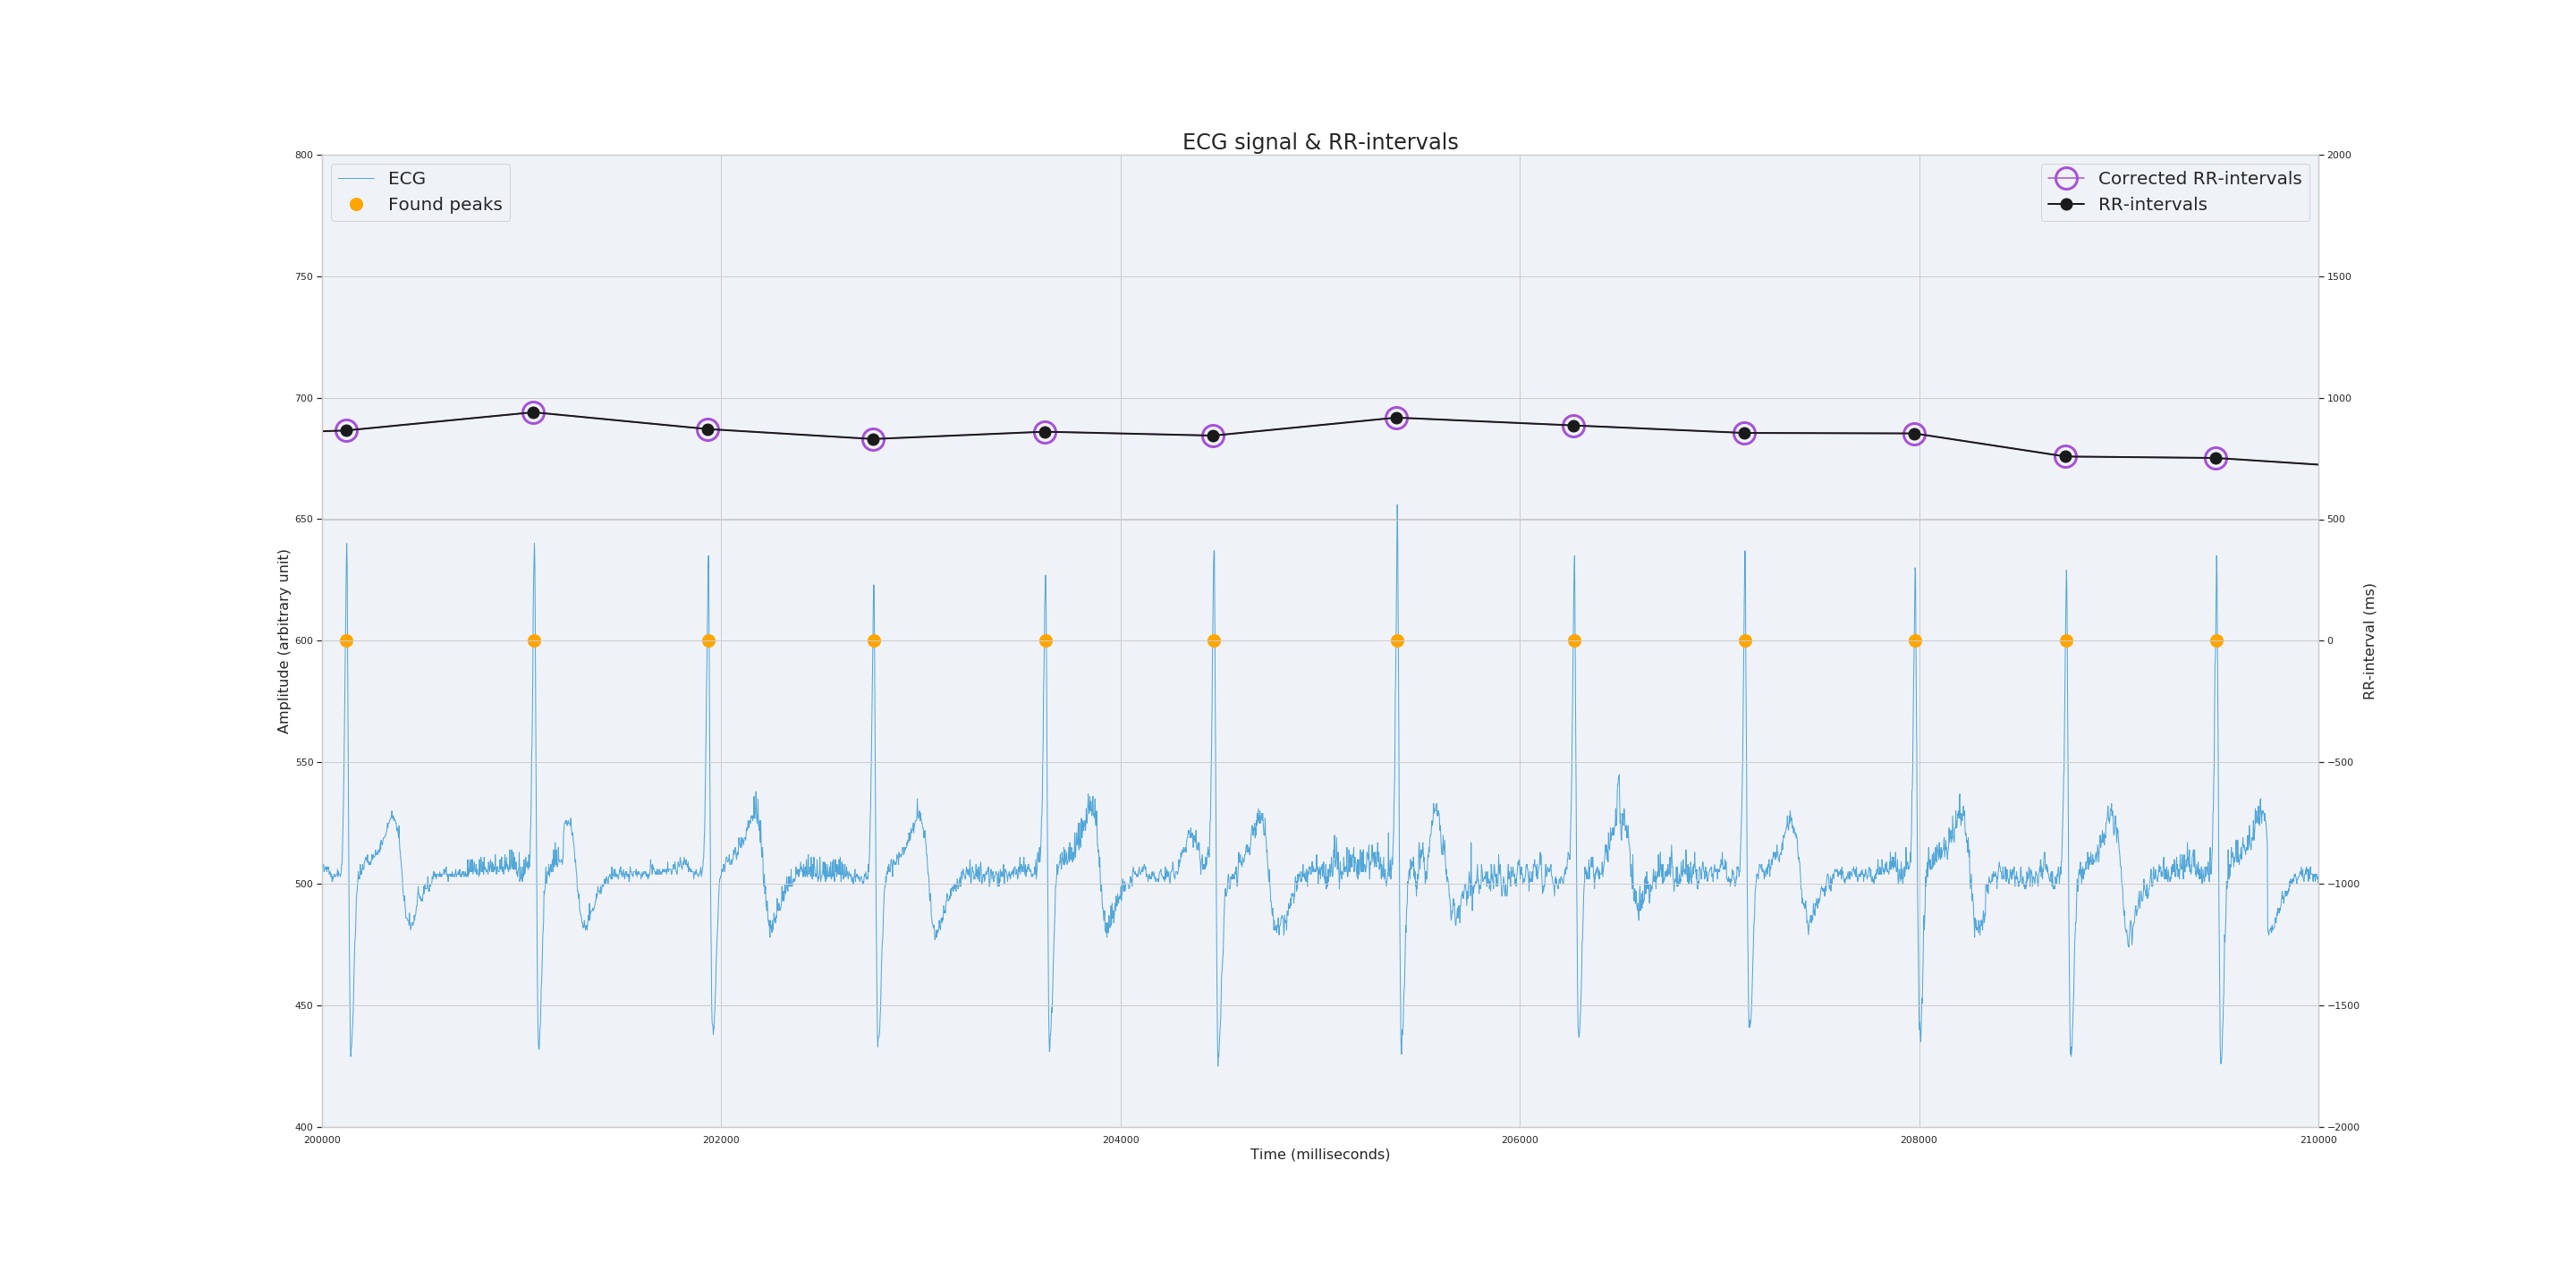 ECG signal & RR-intervals
ECG
Found peaks
Corrected RR-intervals
RR-intervals
800
750
700
650
600
550
500
450
400
Amplitude (arbitrary unit)
2000
1500
1000
500
0
−500
−1000
−1500
−2000
RR-interval (ms)
200000 202000 204000 206000 208000 210000
Time (milliseconds)